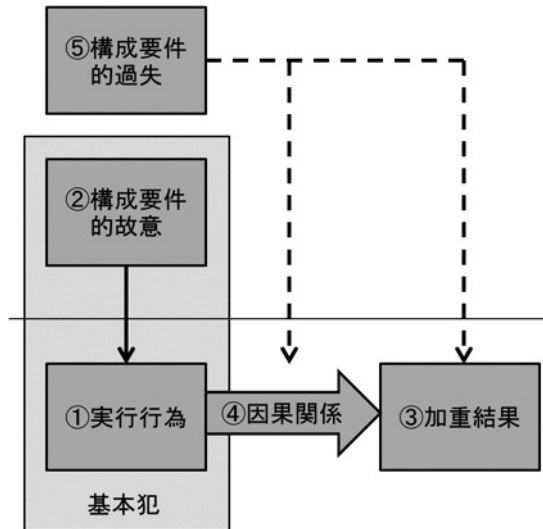 ⑤構成要件
的過失
②構成要件
的故意
①実行行為
④因果関係
③加重結果
基本犯